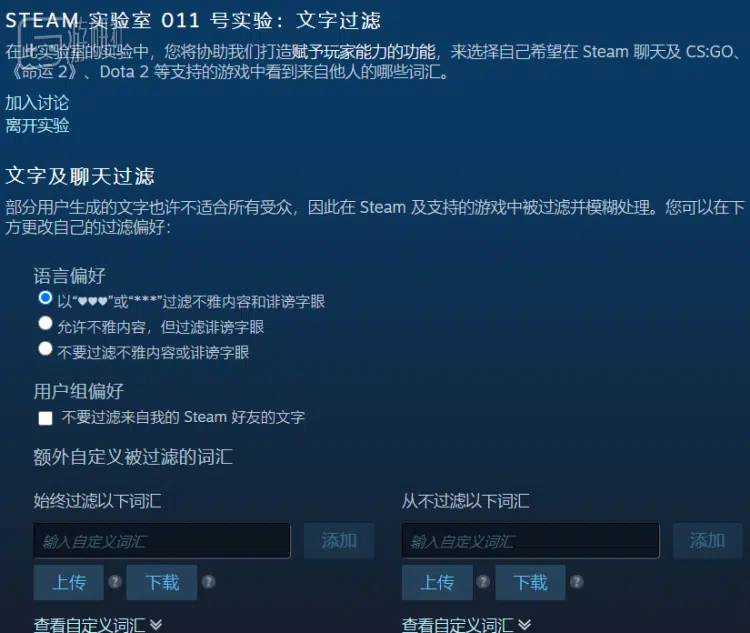 STEAM 实验室 011 号实验：文字过滤
在此实验室的实验中，您将协助我们打造赋予玩家能力的功能，来选择自己希望在 Steam 聊天及 CS:GO、
《命运 2》、Dota 2 等支持的游戏中看到来自他人的哪些词汇。
加入讨论
离开实验
文字及聊天过滤
部分用户生成的文字也许不适合所有受众，因此在 Steam 及支持的游戏中被过滤并模糊处理。您可以在下
方更改自己的过滤偏好：
语言偏好
以“♥♥♥”或“***”过滤不雅内容和诽谤字眼
允许不雅内容，但过滤诽谤字眼
不要过滤不雅内容或诽谤字眼
用户组偏好
不要过滤来自我的 Steam 好友的文字
额外自定义被过滤的词汇
始终过滤以下词汇 从不过滤以下词汇
输入自定义词汇 添加 输入自定义词汇 添加
上传 ? 下载 ? 上传 ? 下载 ?
查看自定义词汇 查看自定义词汇